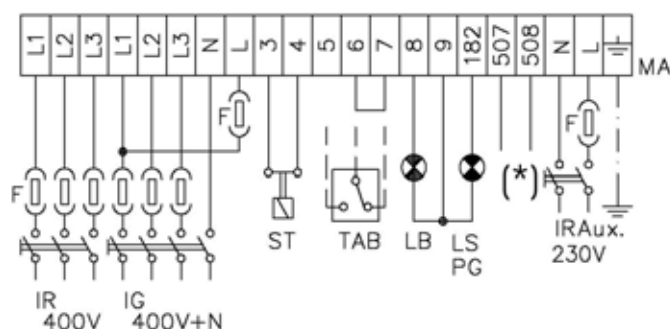 L1 L2 L3 L1 L2 L3 N L 3 4 5 6 7 8 9 182 507 508 N L
MA
F F
F (*)
ST TAB LB LS IRAux.
PG 230V
IR IG
400V 400V+N